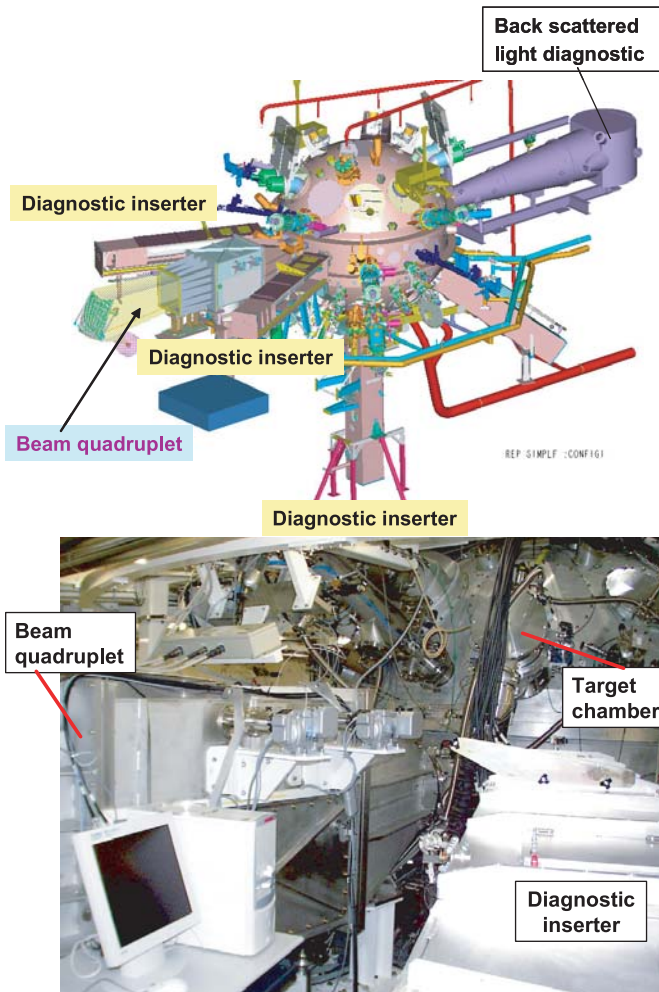 Back scattered
light diagnostic
Diagnostic inserter
Diagnostic inserter
Beam quadruplet
REP SIMPLF :CONFIG1
Diagnostic inserter
Beam
quadruplet
Target
chamber
Diagnostic
inserter